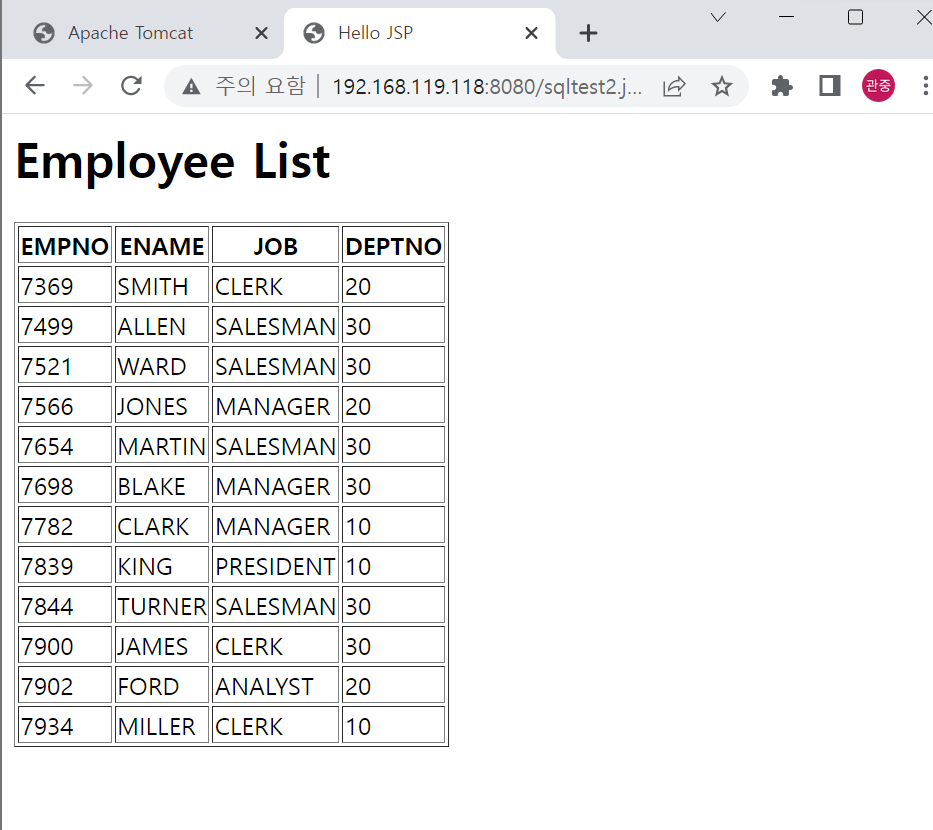 Apache Tomcat
Hello JSP
주의 요함 192.168.119.118:8080/sqltest2.j...
관중
Employee List
EMPNO ENAME JOB DEPTNO
7369 SMITH CLERK 20
7499 ALLEN SALESMAN 30
7521 WARD SALESMAN 30
7566 JONES MANAGER 20
7654 MARTIN SALESMAN 30
7698 BLAKE MANAGER 30
7782 CLARK MANAGER 10
7839 KING PRESIDENT 10
7844 TURNER SALESMAN 30
7900 JAMES CLERK 30
7902 FORD ANALYST 20
7934 MILLER CLERK 10